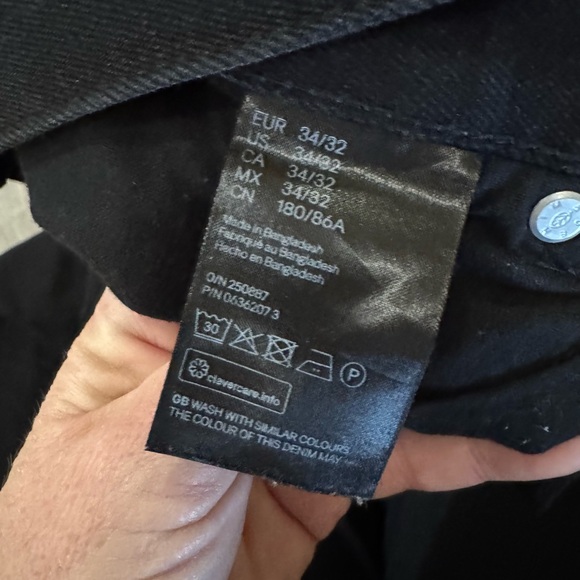 EUR 34/32
US 34/32
CA 34/32
MX 34/32
CN 180/86A
Made in Bangladesh
Fabriqué au Bangladesh
Hecho en Bangladesh
O/N 250887
P/N 0636207 3
30 P
clevercare.info
GB WASH WITH SIMILAR COLOURS
THE COLOUR OF THIS DENIM MAY